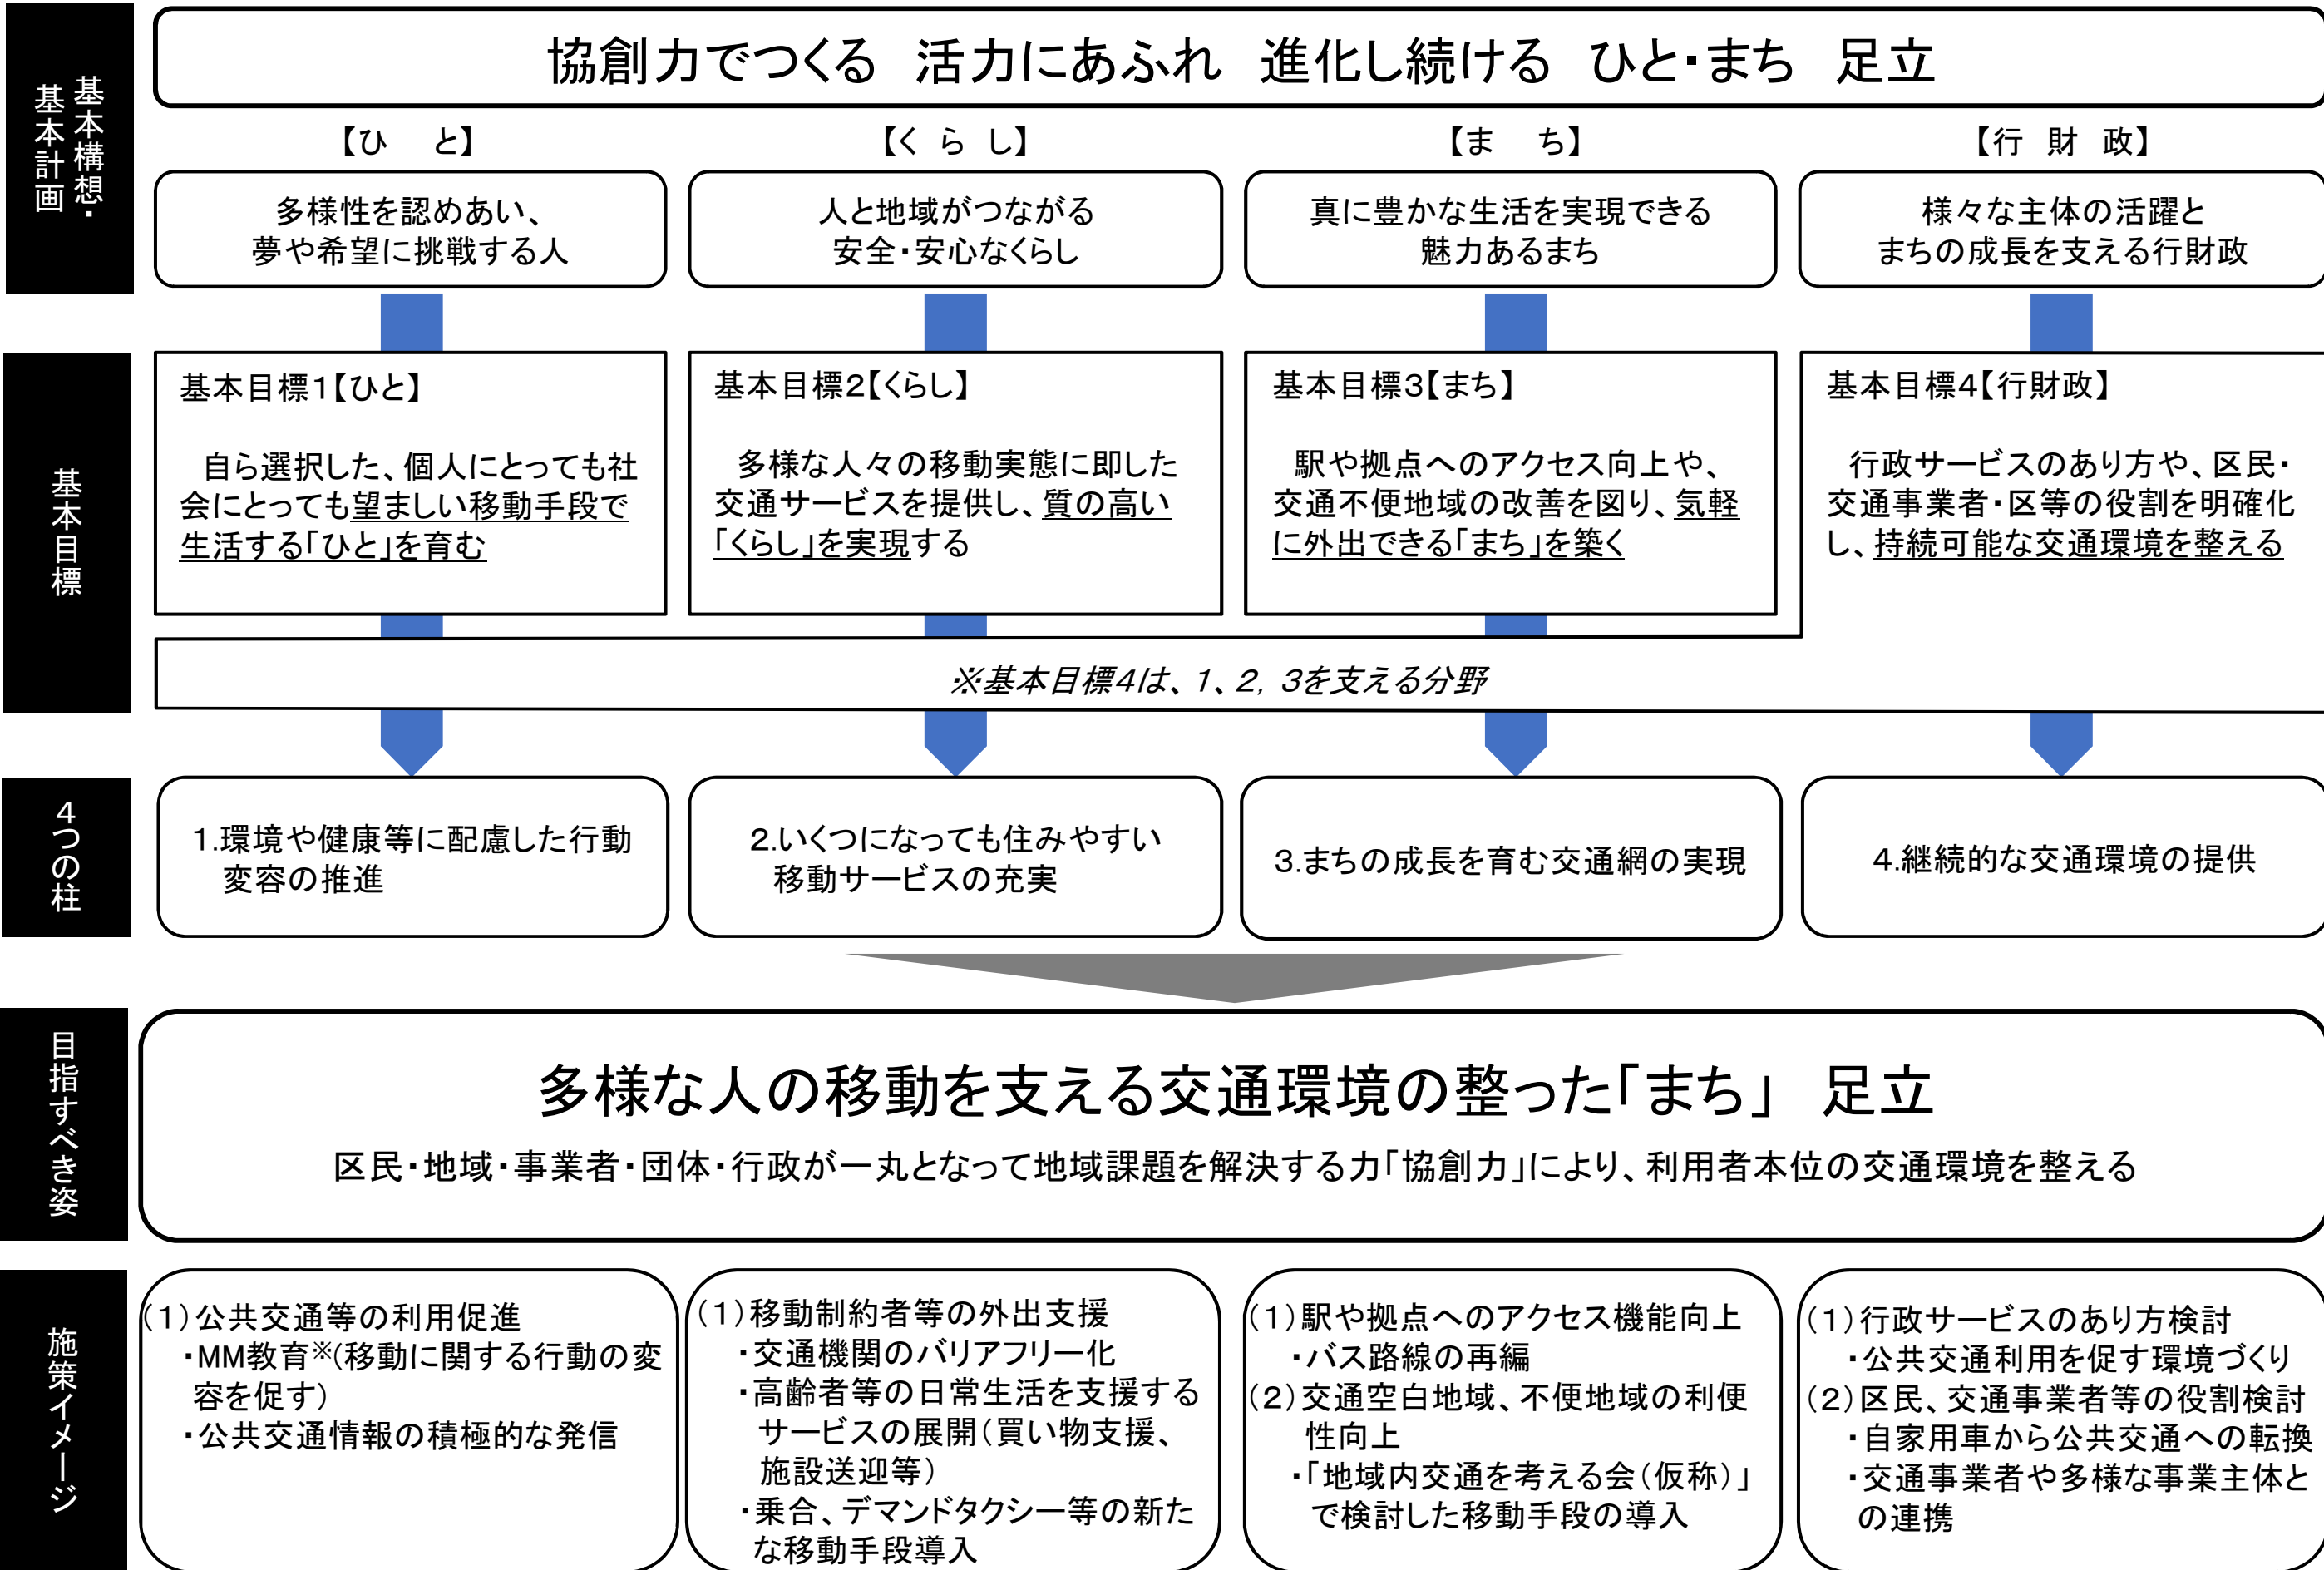 基本構想・
基本計画
協創力でつくる　活力にあふれ　進化し続ける　ひと・まち　足立
【ひ　と】
多様性を認めあい、
夢や希望に挑戦する人
【く ら し】
人と地域がつながる
安全・安心なくらし
【ま　ち】
真に豊かな生活を実現できる
魅力あるまち
【行 財 政】
様々な主体の活躍と
まちの成長を支える行財政
基本目標
基本目標1【ひと】
自ら選択した、個人にとっても社
会にとっても望ましい移動手段で
生活する「ひと」を育む
基本目標2【くらし】
多様な人々の移動実態に即した
交通サービスを提供し、質の高い
「くらし」を実現する
基本目標3【まち】
駅や拠点へのアクセス向上や、
交通不便地域の改善を図り、気軽
に外出できる「まち」を築く
基本目標4【行財政】
行政サービスのあり方や、区民・
交通事業者・区等の役割を明確化
し、持続可能な交通環境を整える
※基本目標4は、1、2，3を支える分野
4つの柱
1.環境や健康等に配慮した行動
変容の推進
2.いくつになっても住みやすい
移動サービスの充実
3.まちの成長を育む交通網の実現
4.継続的な交通環境の提供
目指すべき姿
多様な人の移動を支える交通環境の整った「まち」　足立
区民・地域・事業者・団体・行政が一丸となって地域課題を解決する力「協創力」により、利用者本位の交通環境を整える
施策イメージ
（1）公共交通等の利用促進
・MM教育※（移動に関する行動の変
容を促す）
・公共交通情報の積極的な発信
（1）移動制約者等の外出支援
・交通機関のバリアフリー化
・高齢者等の日常生活を支援する
サービスの展開（買い物支援、
施設送迎等）
・乗合、デマンドタクシー等の新た
な移動手段導入
（1）駅や拠点へのアクセス機能向上
・バス路線の再編
（2）交通空白地域、不便地域の利便
性向上
・「地域内交通を考える会（仮称）」
で検討した移動手段の導入
（1）行政サービスのあり方検討
・公共交通利用を促す環境づくり
（2）区民、交通事業者等の役割検討
・自家用車から公共交通への転換
・交通事業者や多様な事業主体と
の連携